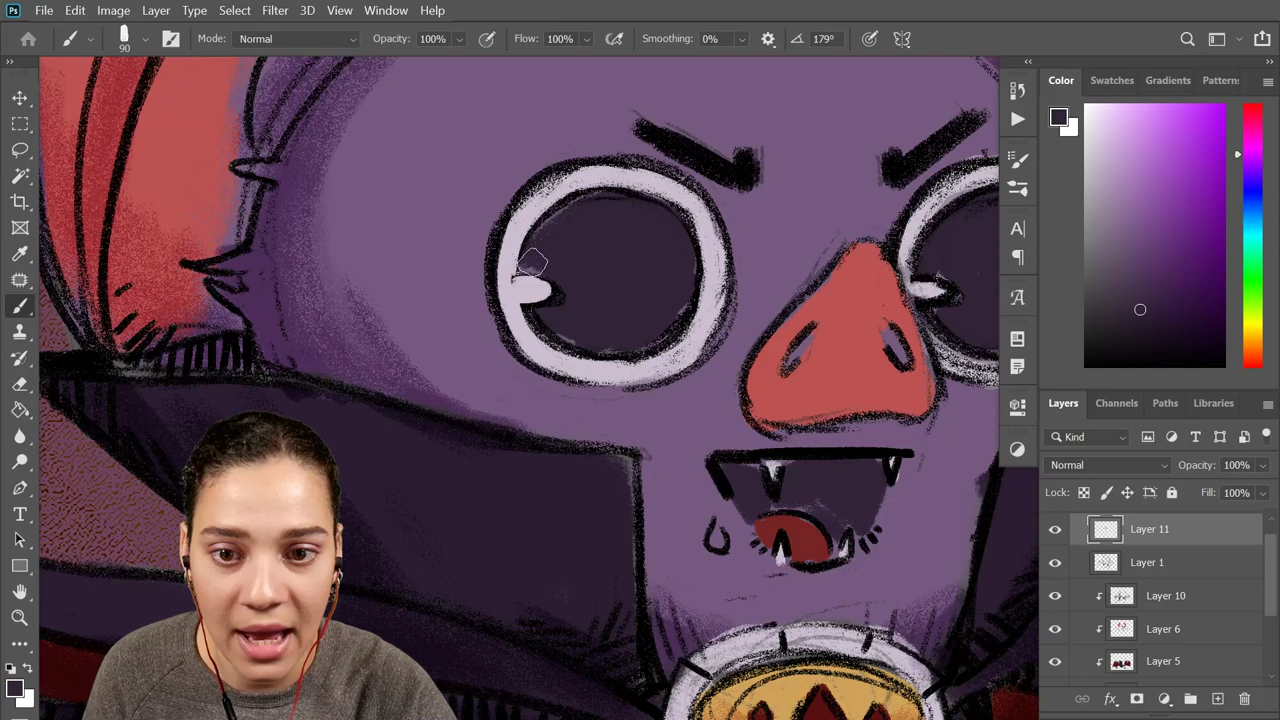 Ps File Edit Image Layer Type Select Filter 3D View Window Help
90 Mode: Normal Opacity: 100% Flow: 100% Smoothing: 0% 179°
Color Swatches Gradients Pattern
A
A
Layers Channels Paths Libraries
Kind
Normal Opacity: 100%
Lock: Fill: 100%
Layer 11
Layer 1
Layer 10
Layer 6
Layer 5
T
fx